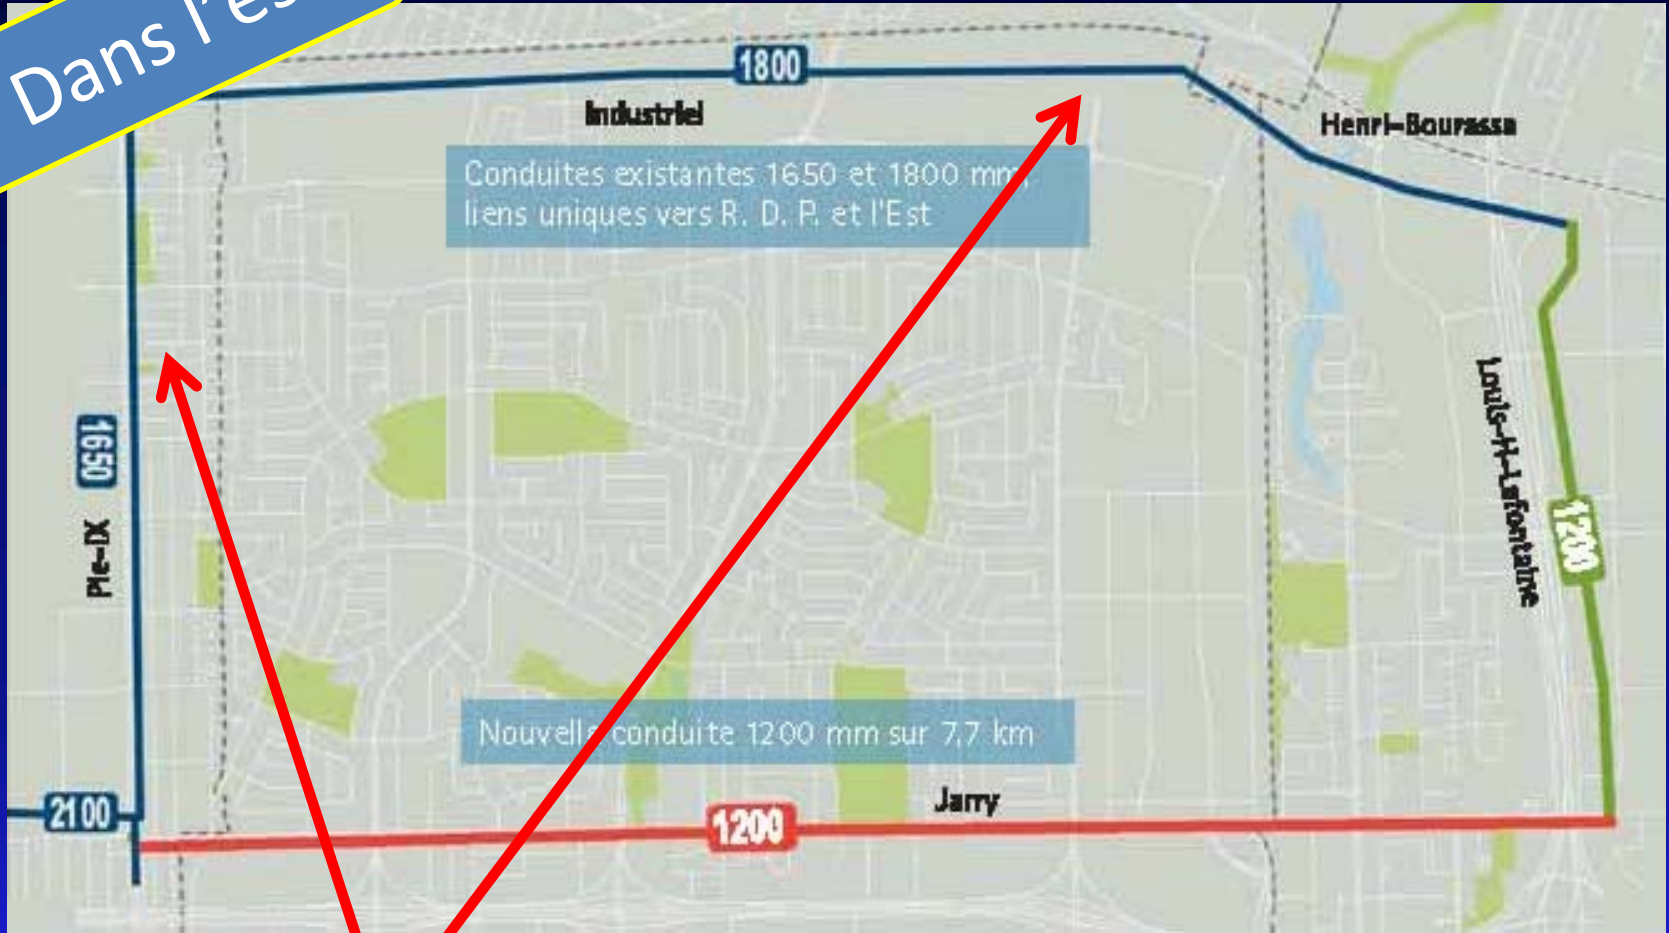 Dans l'es
1800
Industriel
Henri-Bourassa
Conduites existantes 1650 et 1800 mm,
liens uniques vers R. D. P. et l'Est
1650
Pie-IX
Louis-H-Lafontaine
1200
Nouvelle conduite 1200 mm sur 7,7 km
Jarry
2100
1200